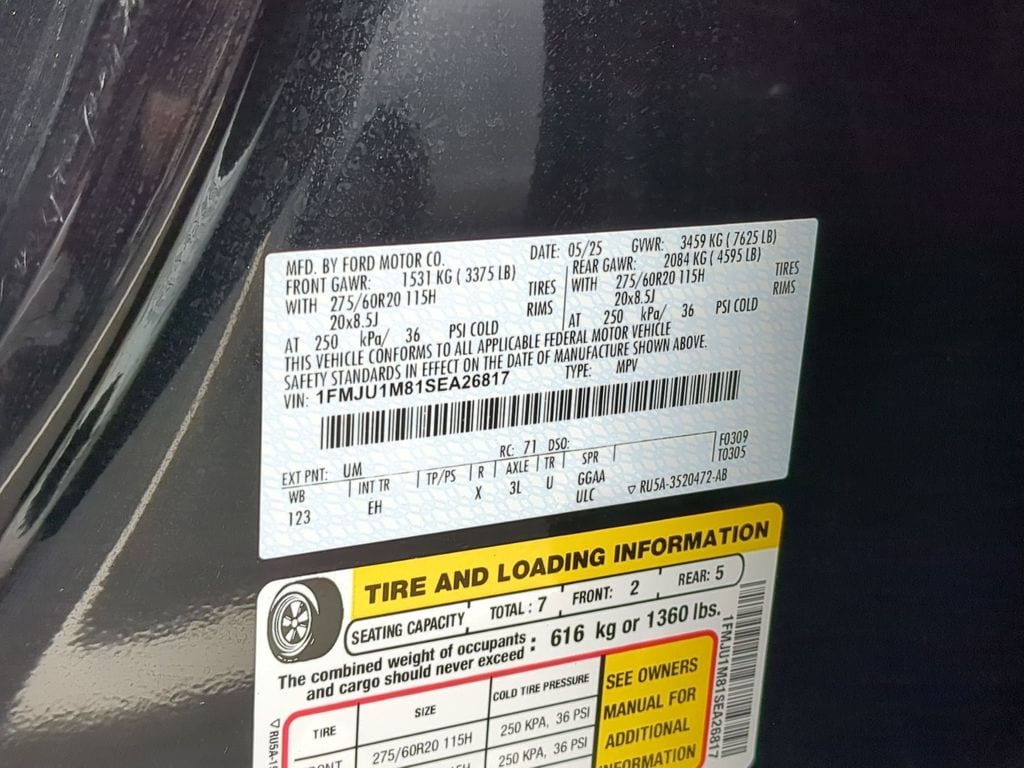 MFD. BY FORD MOTOR CO. DATE: 05/25 GVWR: 3459 KG ( 7625 LB)
FRONT GAWR: 1531 KG ( 3375 LB) REAR GAWR: 2084 KG ( 4595 LB)
WITH 275/60R20 115H TIRES WITH 275/60R20 115H TIRES
20x8.5J RIMS 20x8.5J RIMS
AT 250 kPa/ 36 PSI COLD AT 250 kPa/ 36 PSI COLD
THIS VEHICLE CONFORMS TO ALL APPLICABLE FEDERAL MOTOR VEHICLE
SAFETY STANDARDS IN EFFECT ON THE DATE OF MANUFACTURE SHOWN ABOVE.
VIN: 1FMJU1M81SEA26817 TYPE: MPV
F0309
EXT PNT: UM RC: 71 DSO: T0305
WB INT TR TP/PS R AXLE TR SPR
123 EH X 3L U GGAA
ULC ▽ RU5A-3520472-AB
TIRE AND LOADING INFORMATION
SEATING CAPACITY TOTAL : 7 FRONT: 2 REAR: 5
The combined weight of occupants
and cargo should never exceed : 616 kg or 1360 lbs.
TIRE SIZE COLD TIRE PRESSURE
275/60R20 115H 250 KPA, 36 PSI
250 KPA, 36 PSI
SEE OWNERS
MANUAL FOR
ADDITIONAL
INFORMATION
1FMJU1M81SEA26817